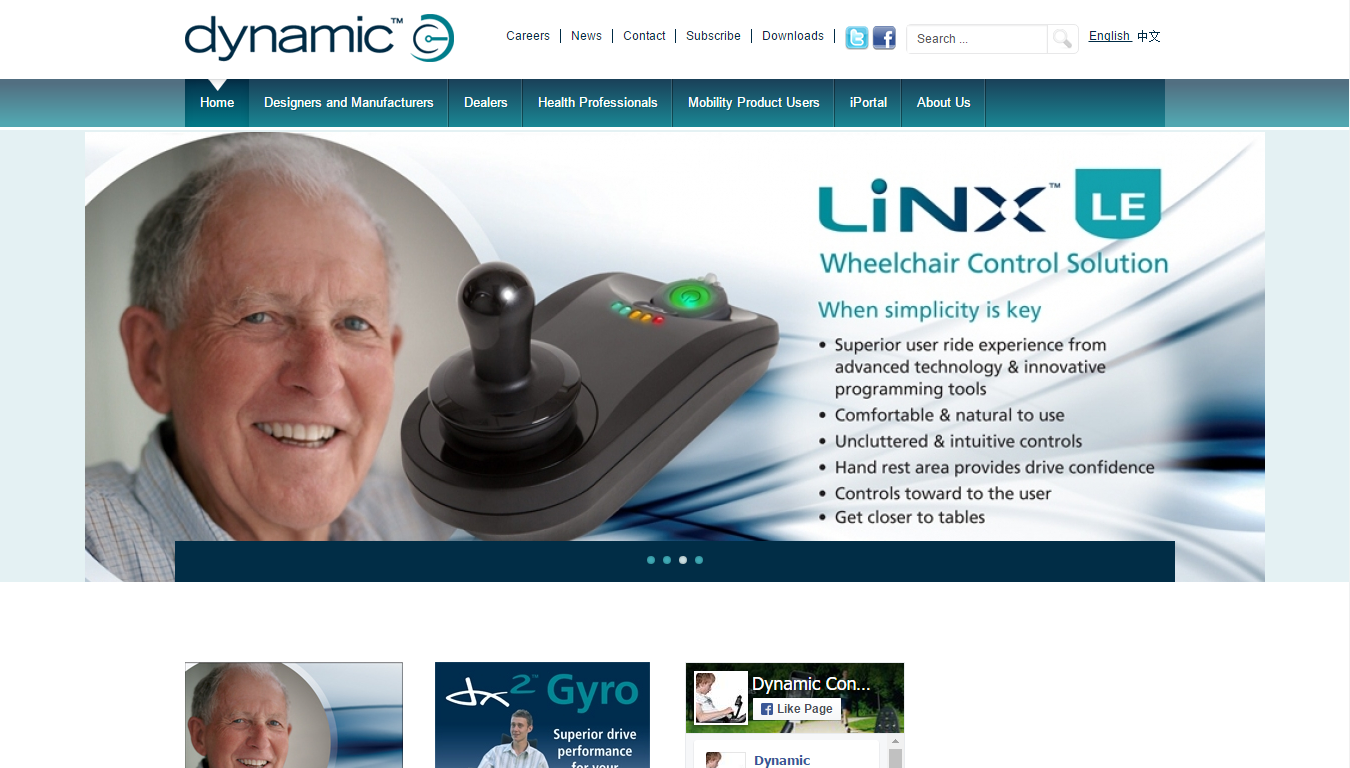 dynamic™
Careers
News
Contact
Subscribe
Downloads
Search ...
English 中文
Home
Designers and Manufacturers
Dealers
Health Professionals
Mobility Product Users
iPortal
About Us
LiNX™ LE
Wheelchair Control Solution
When simplicity is key
• Superior user ride experience from
advanced technology & innovative
programming tools
• Comfortable & natural to use
• Uncluttered & intuitive controls
• Hand rest area provides drive confidence
• Controls toward to the user
• Get closer to tables
dx2™ Gyro
Superior drive
performance
for your
Dynamic Con...
Like Page
Dynamic